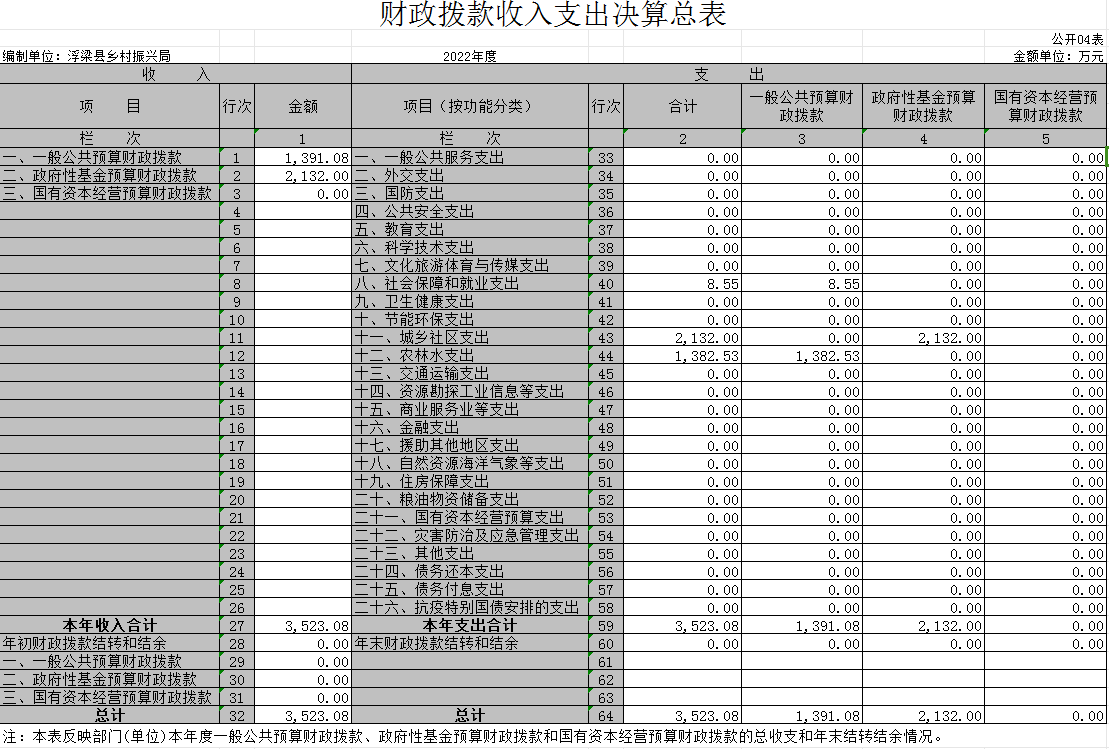 财政拨款收入支出决算总表
公开04表
编制单位：浮梁县乡村振兴局 2022年度 金额单位：万元
收 入 支 出
项 目 行次 金额 项目（按功能分类） 行次 合计 一般公共预算财政拨款 政府性基金预算财政拨款 国有资本经营预算财政拨款
栏 次 1 栏 次 2 3 4 5
一、一般公共预算财政拨款 1 1,391.08 一、一般公共服务支出 33 0.00 0.00 0.00 0.00
二、政府性基金预算财政拨款 2 2,132.00 二、外交支出 34 0.00 0.00 0.00 0.00
三、国有资本经营预算财政拨款 3 0.00 三、国防支出 35 0.00 0.00 0.00 0.00
4 四、公共安全支出 36 0.00 0.00 0.00 0.00
5 五、教育支出 37 0.00 0.00 0.00 0.00
6 六、科学技术支出 38 0.00 0.00 0.00 0.00
7 七、文化旅游体育与传媒支出 39 0.00 0.00 0.00 0.00
8 八、社会保障和就业支出 40 8.55 8.55 0.00 0.00
9 九、卫生健康支出 41 0.00 0.00 0.00 0.00
10 十、节能环保支出 42 0.00 0.00 0.00 0.00
11 十一、城乡社区支出 43 2,132.00 0.00 2,132.00 0.00
12 十二、农林水支出 44 1,382.53 1,382.53 0.00 0.00
13 十三、交通运输支出 45 0.00 0.00 0.00 0.00
14 十四、资源勘探工业信息等支出 46 0.00 0.00 0.00 0.00
15 十五、商业服务业等支出 47 0.00 0.00 0.00 0.00
16 十六、金融支出 48 0.00 0.00 0.00 0.00
17 十七、援助其他地区支出 49 0.00 0.00 0.00 0.00
18 十八、自然资源海洋气象等支出 50 0.00 0.00 0.00 0.00
19 十九、住房保障支出 51 0.00 0.00 0.00 0.00
20 二十、粮油物资储备支出 52 0.00 0.00 0.00 0.00
21 二十一、国有资本经营预算支出 53 0.00 0.00 0.00 0.00
22 二十二、灾害防治及应急管理支出 54 0.00 0.00 0.00 0.00
23 二十三、其他支出 55 0.00 0.00 0.00 0.00
24 二十四、债务还本支出 56 0.00 0.00 0.00 0.00
25 二十五、债务付息支出 57 0.00 0.00 0.00 0.00
26 二十六、抗疫特别国债安排的支出 58 0.00 0.00 0.00 0.00
本年收入合计 27 3,523.08 本年支出合计 59 3,523.08 1,391.08 2,132.00 0.00
年初财政拨款结转和结余 28 0.00 年末财政拨款结转和结余 60 0.00 0.00 0.00 0.00
一、一般公共预算财政拨款 29 0.00 61
二、政府性基金预算财政拨款 30 0.00 62
三、国有资本经营预算财政拨款 31 0.00 63
总计 32 3,523.08 总计 64 3,523.08 1,391.08 2,132.00 0.00
注：本表反映部门(单位)本年度一般公共预算财政拨款、政府性基金预算财政拨款和国有资本经营预算财政拨款的总收支和年末结转结余情况。